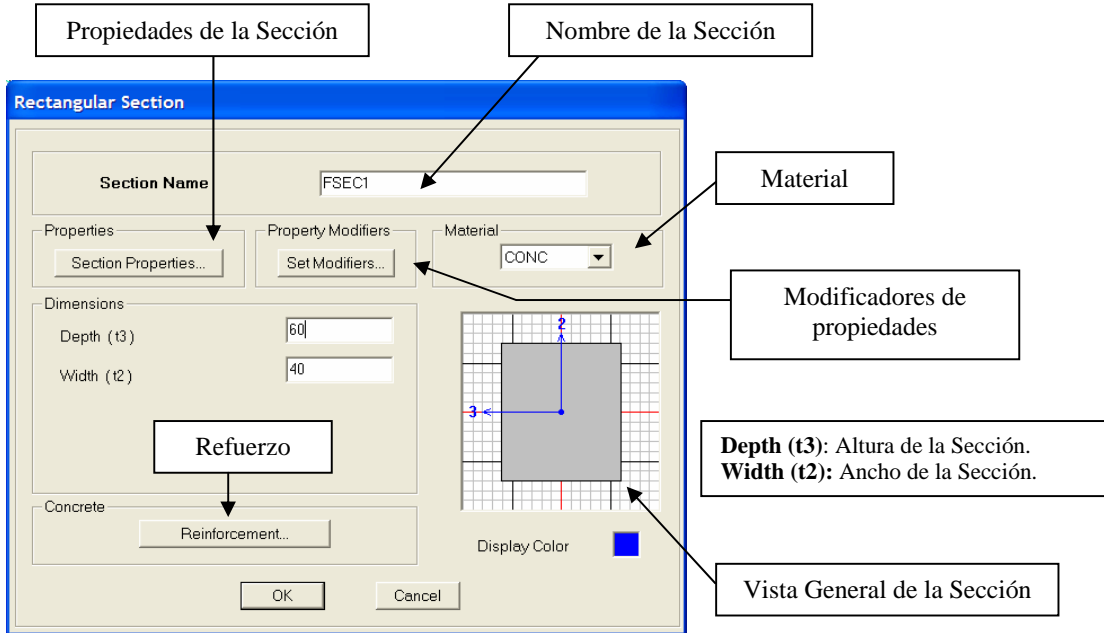 Propiedades de la Sección
Nombre de la Sección
Rectangular Section
Section Name
FSEC1
Material
Properties
Property Modifiers
Material
Section Properties...
Set Modifiers...
CONC
Modificadores de
propiedades
Dimensions
Depth (t3)
60
Width (t2)
40
2
3
Refuerzo
Depth (t3): Altura de la Sección.
Width (t2): Ancho de la Sección.
Concrete
Reinforcement...
Display Color
Vista General de la Sección
OK
Cancel